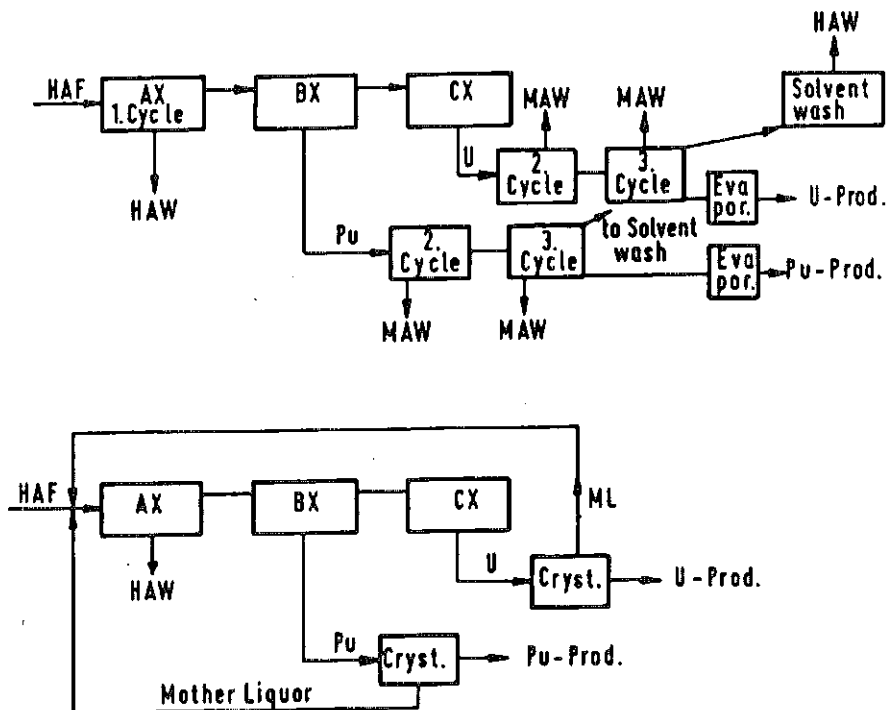 HAW
HAF
AX
1. Cycle
BX
CX
MAW
MAW
Solvent
wash
U
2.
Cycle
3.
Cycle
HAW
Eva
por.
U-Prod.
Pu
2.
Cycle
3.
Cycle
to Solvent
wash
Eva
por.
Pu-Prod.
MAW
MAW
HAF
AX
BX
CX
ML
HAW
U
Cryst.
U-Prod.
Pu
Cryst.
Pu-Prod.
Mother Liquor